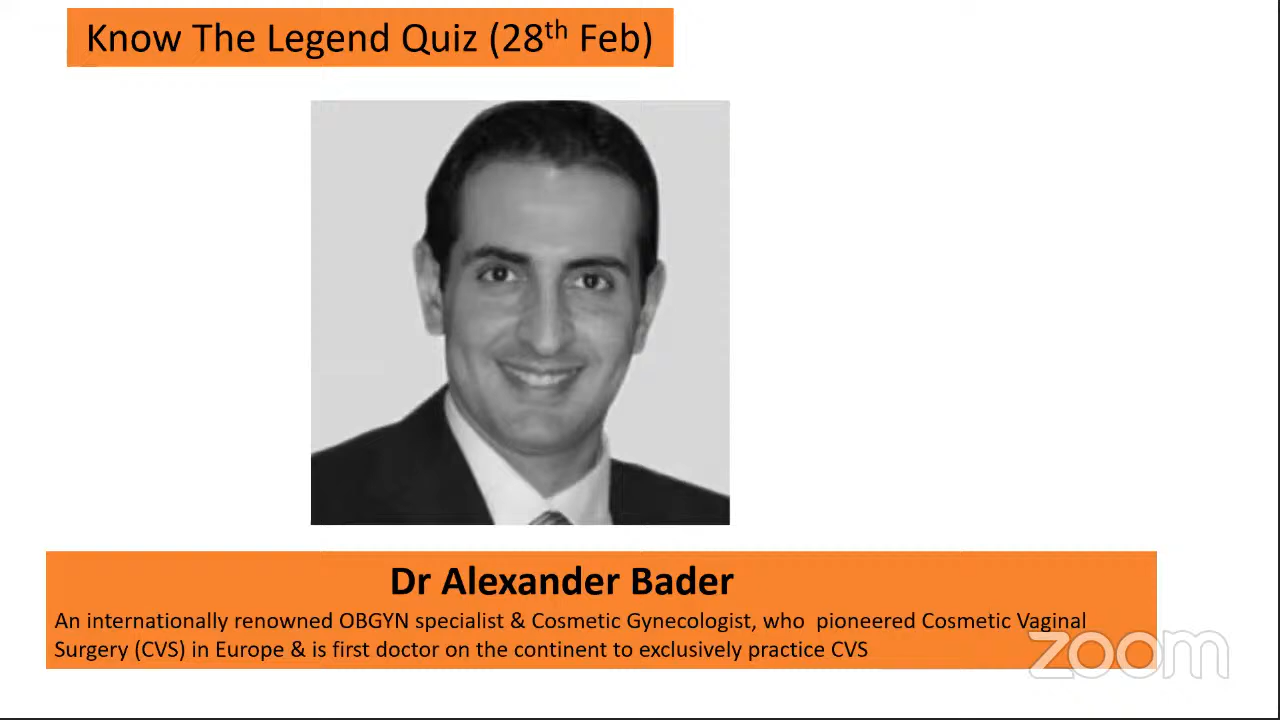 Know The Legend Quiz (28th Feb)
Dr Alexander Bader
An internationally renowned OBGYN specialist & Cosmetic Gynecologist, who pioneered Cosmetic Vaginal
Surgery (CVS) in Europe & is first doctor on the continent to exclusively practice CVS
zoom